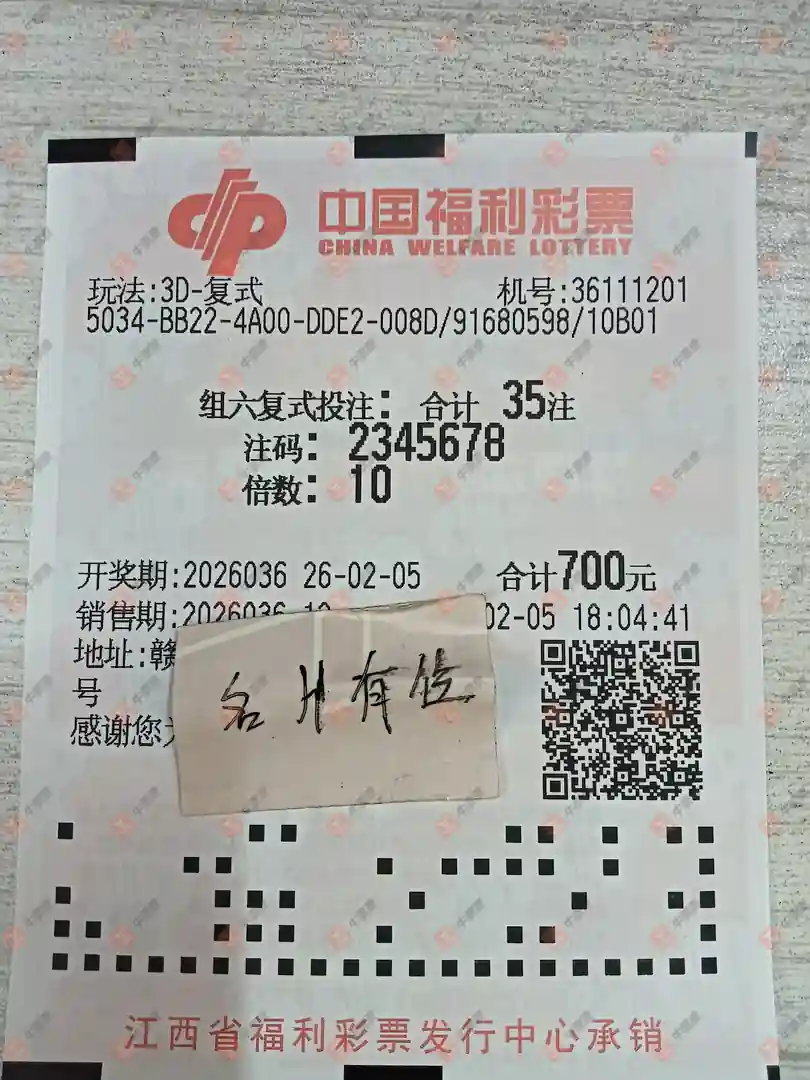 中国福利彩票
CHINA WELFARE LOTTERY
玩法:3D-复式 机号:36111201
5034-BB22-4A00-DDE2-008D/91680598/10B01
组六复式投注: 合计 35注
注码: 2345678
倍数: 10
开奖期:2026036 26-02-05 合计700元
销售期:2026036 02-05 18:04:41
地址:赣
号
感谢您
名片有位
江西省福利彩票发行中心承销